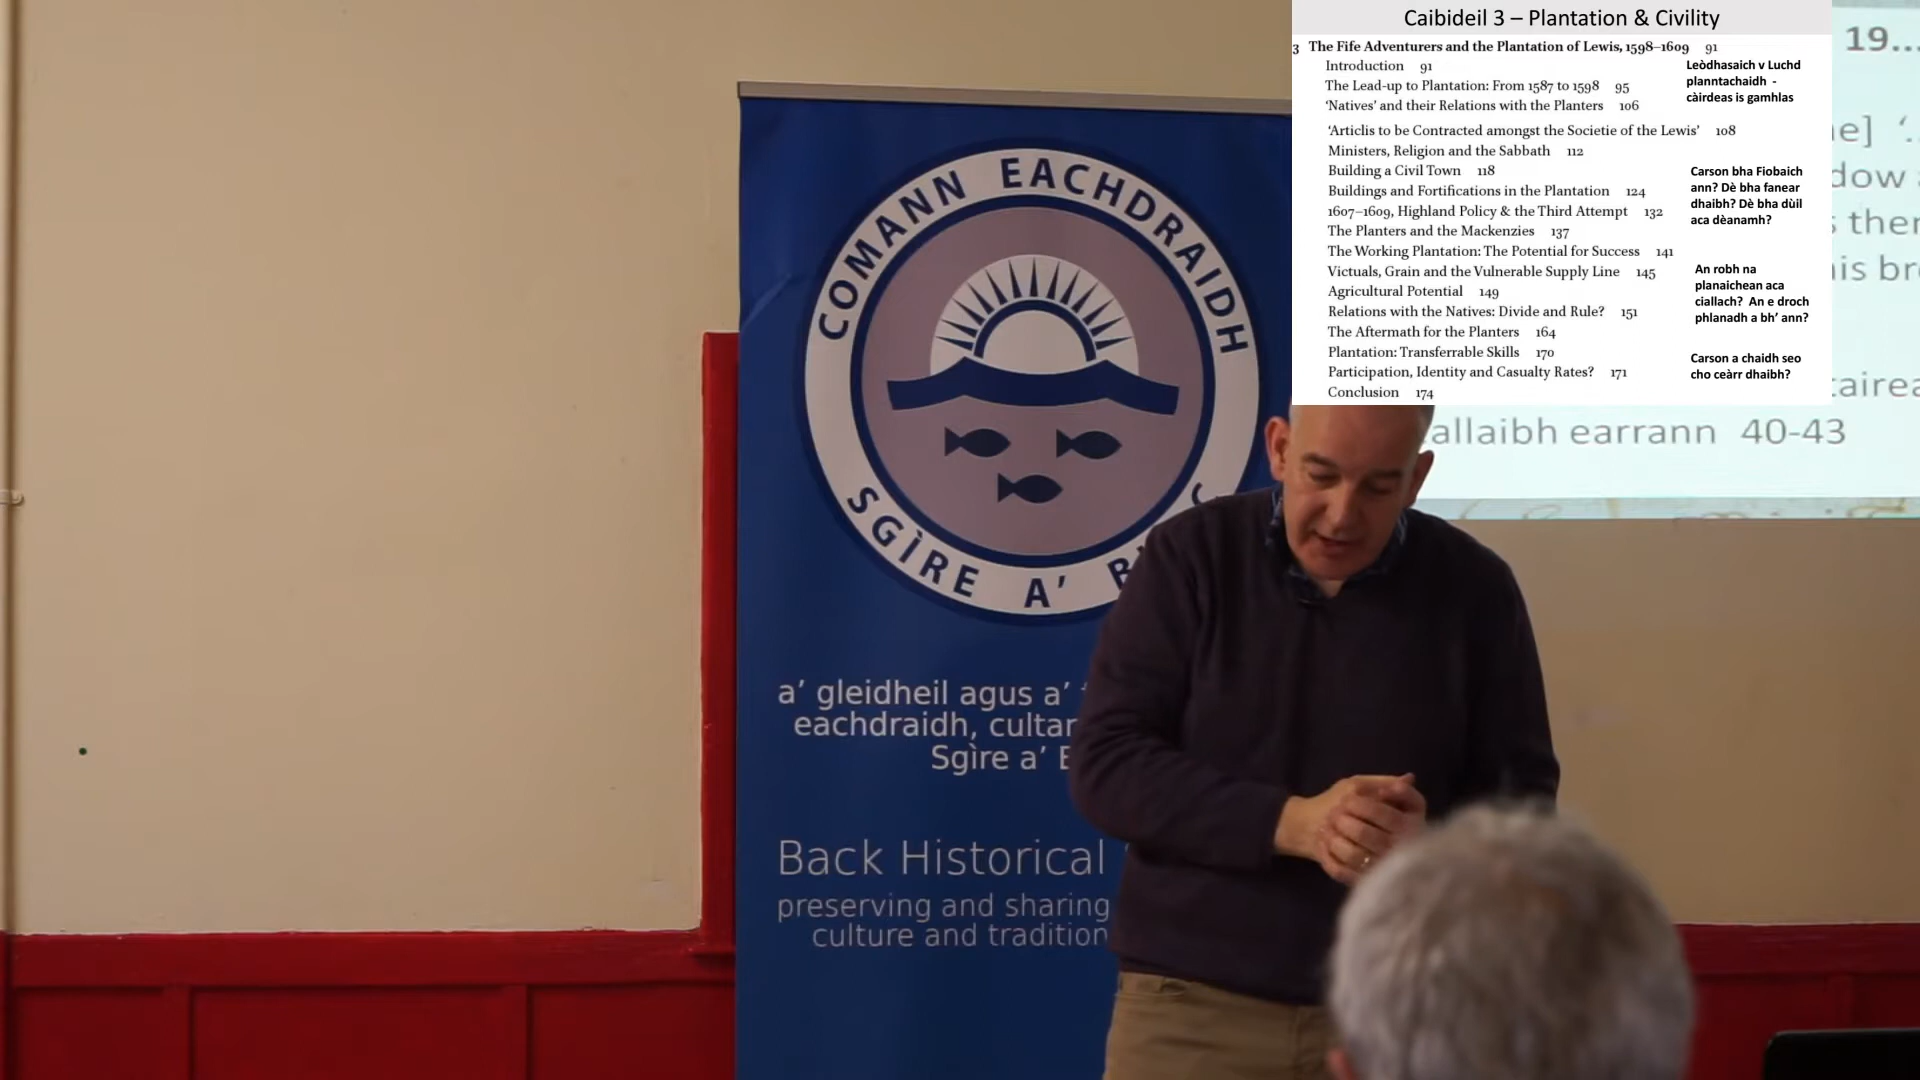 Caibideil 3 – Plantation & Civility
3 The Fife Adventurers and the Plantation of Lewis, 1598–1609 91
Introduction 91
The Lead-up to Plantation: From 1587 to 1598 95
‘Natives’ and their Relations with the Planters 106
‘Articlis to be Contracted amongst the Societie of the Lewis’ 108
Ministers, Religion and the Sabbath 112
Building a Civil Town 118
Buildings and Fortifications in the Plantation 124
1607–1609, Highland Policy & the Third Attempt 132
The Planters and the Mackenzies 137
The Working Plantation: The Potential for Success 141
Victuals, Grain and the Vulnerable Supply Line 145
Agricultural Potential 149
Relations with the Natives: Divide and Rule? 151
The Aftermath for the Planters 164
Plantation: Transferrable Skills 170
Participation, Identity and Casualty Rates? 171
Conclusion 174
Leòdhasaich v Luchd
planntachaidh -
càirdeas is gamhlas
Carson bha Fiobaich
ann? Dè bha fanear
dhaibh? Dè bha dùil
aca dèanamh?
An robh na
planaichean aca
ciallach? An e droch
phlanadh a bh’ ann?
Carson a chaidh seo
cho ceàrr dhaibh?
19...
earrann 40-43
COMANN EACHDRAIDH
SGÌRE A’
a’ gleidheil agus a’
eachdraidh,
Sgìre a’
Back Historical
preserving and sharing
culture and tradition